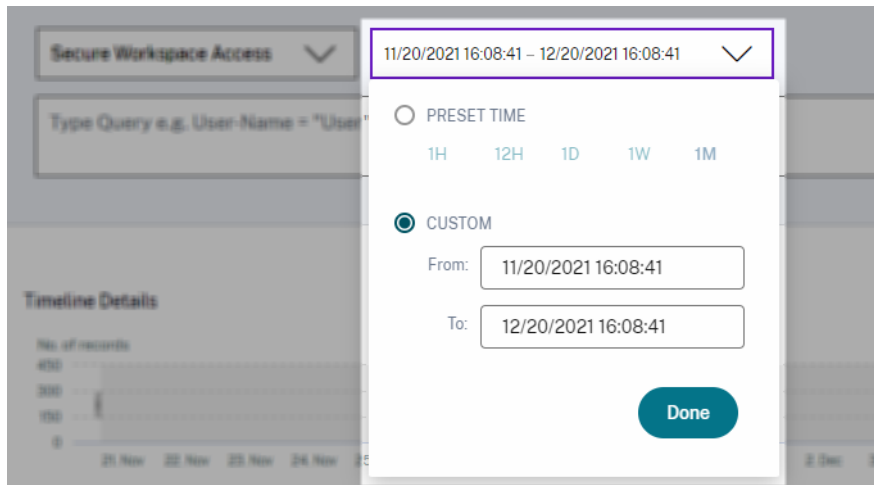 Secure Workspace Access
11/20/2021 16:08:41 – 12/20/2021 16:08:41
Type Query e.g. User-Name = "User"
PRESET TIME
1H 12H 1D 1W 1M
CUSTOM
From: 11/20/2021 16:08:41
To: 12/20/2021 16:08:41
Done
Timeline Details
No. of records
450
300
150
0
21. Nov 22. Nov 23. Nov 24. Nov 2. Dec